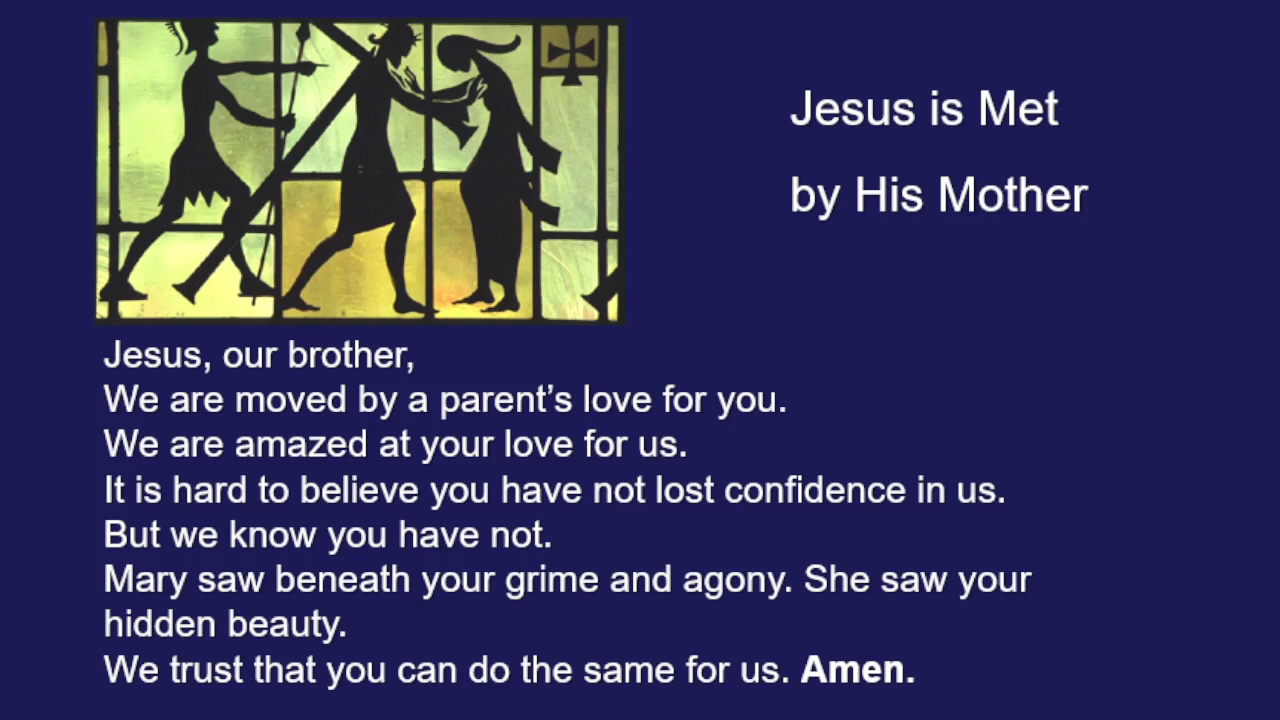 Jesus is Met
by His Mother
Jesus, our brother,
We are moved by a parent’s love for you.
We are amazed at your love for us.
It is hard to believe you have not lost confidence in us.
But we know you have not.
Mary saw beneath your grime and agony. She saw your
hidden beauty.
We trust that you can do the same for us. Amen.